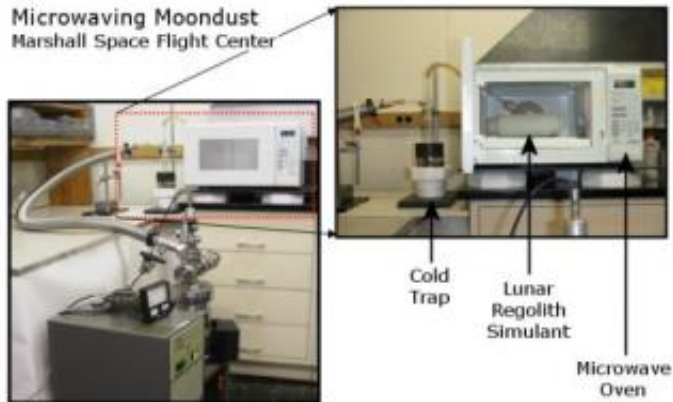 Microwaving Moondust
Marshall Space Flight Center
Cold
Trap
Lunar
Regolith
Simulant
Microwave
Oven